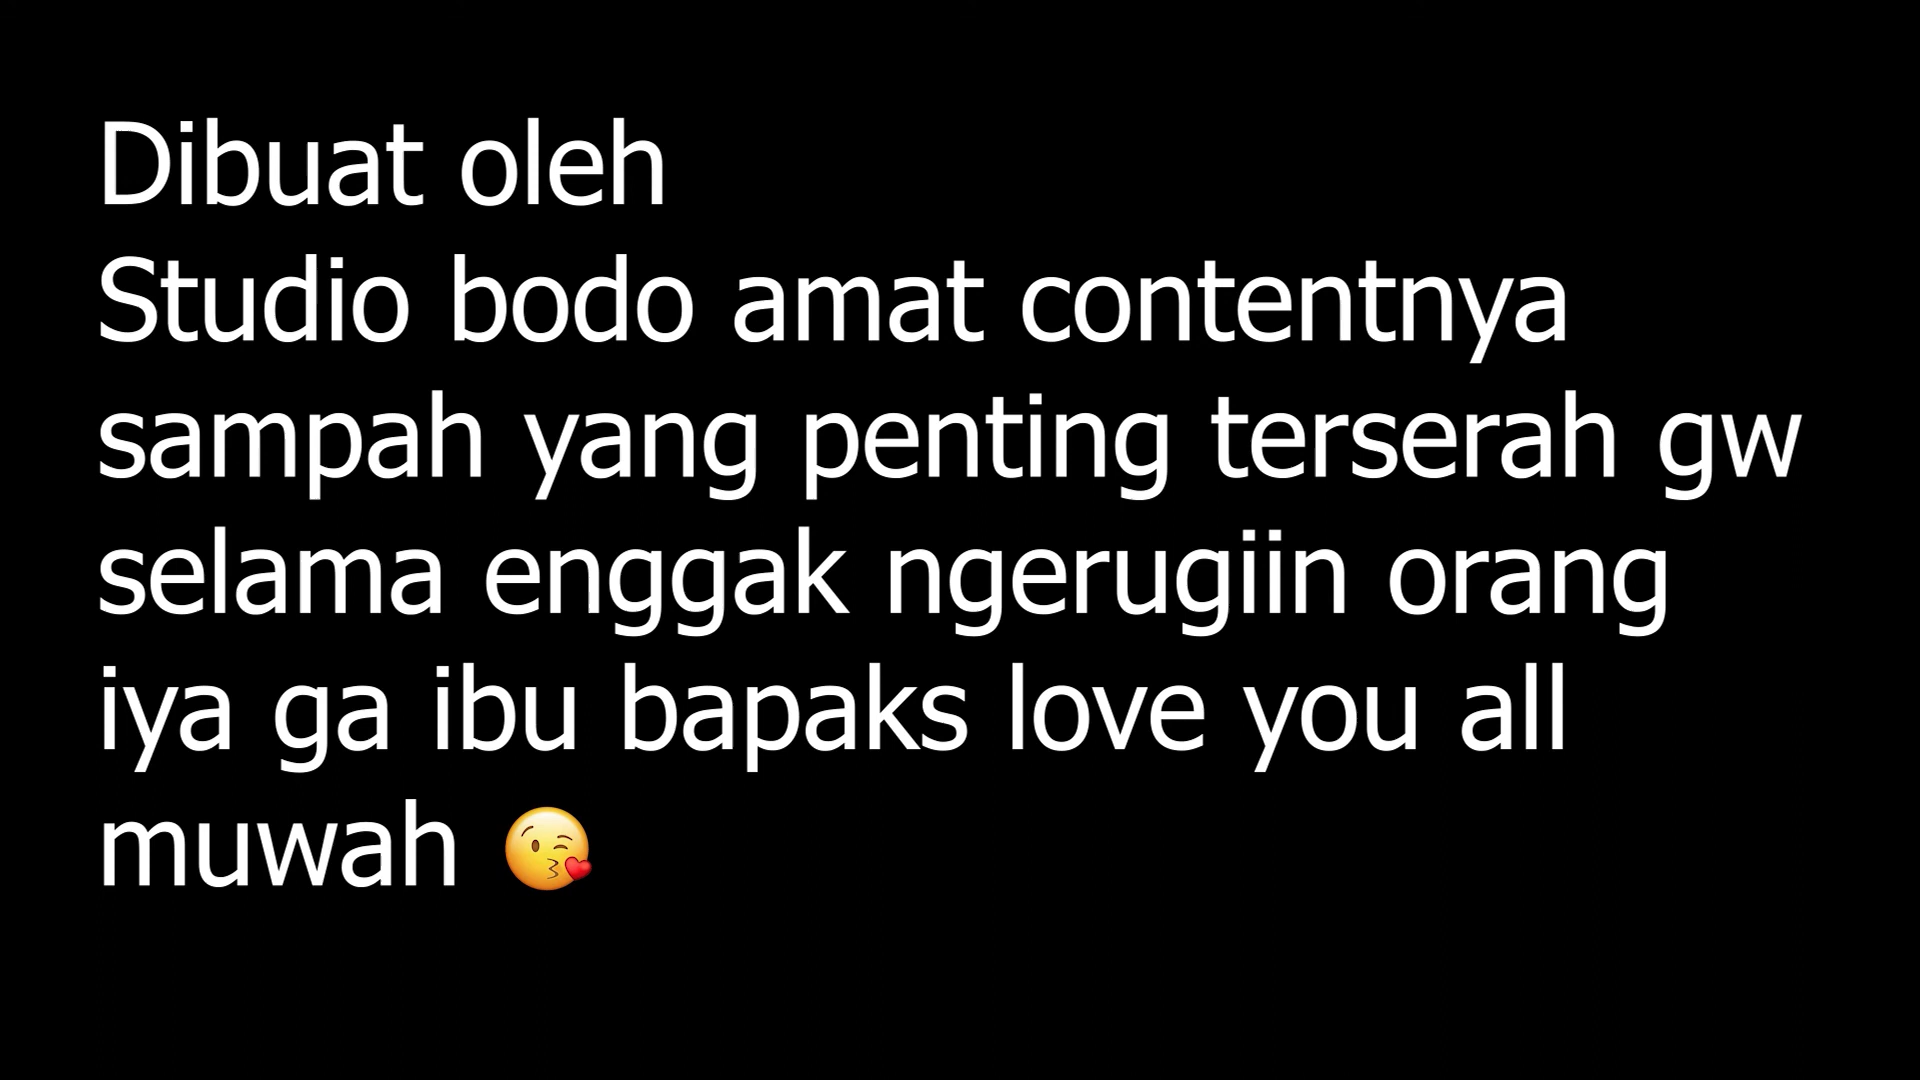 Dibuat oleh
Studio bodo amat contentnya
sampah yang penting terserah gw
selama enggak ngerugiin orang
iya ga ibu bapaks love you all
muwah 😘